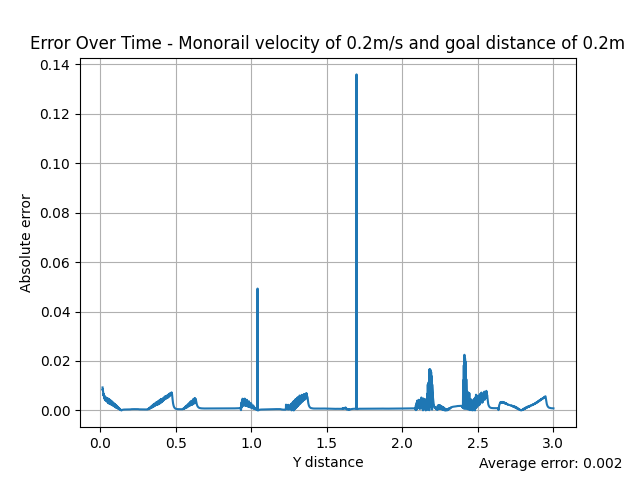 Error Over Time - Monorail velocity of 0.2m/s and goal distance of 0.2m
0.14
0.12
0.10
0.08
0.06
0.04
0.02
0.00
Absolute error
0.0 0.5 1.0 1.5 2.0 2.5 3.0
Y distance
Average error: 0.002